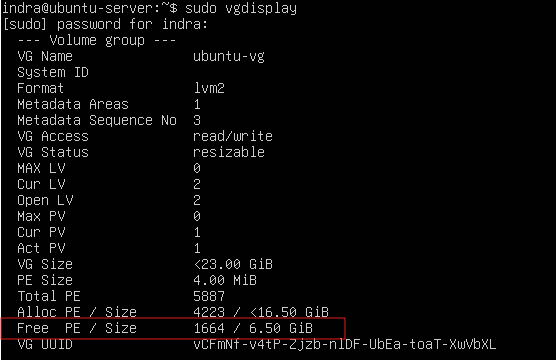 indra@ubuntu-server:~$ sudo vgdisplay
[sudo] password for indra:
--- Volume group ---
VG Name ubuntu-vg
System ID
Format lvm2
Metadata Areas 1
Metadata Sequence No 3
VG Access read/write
VG Status resizable
MAX LV 0
Cur LV 2
Open LV 2
Max PV 0
Cur PV 1
Act PV 1
VG Size <23.00 GiB
PE Size 4.00 MiB
Total PE 5887
Alloc PE / Size 4223 / <16.50 GiB
Free PE / Size 1664 / 6.50 GiB
VG UUID vCFmNf-v4tP-Zjzb-nlDF-UbEa-toaT-XwVbXL